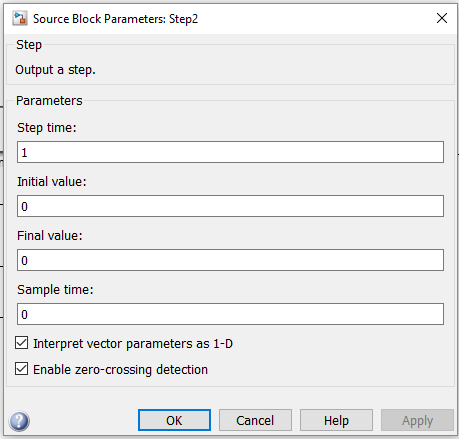 Source Block Parameters: Step2
Step
Output a step.
Parameters
Step time:
1
Initial value:
0
Final value:
0
Sample time:
0
Interpret vector parameters as 1-D
Enable zero-crossing detection
? OK Cancel Help Apply